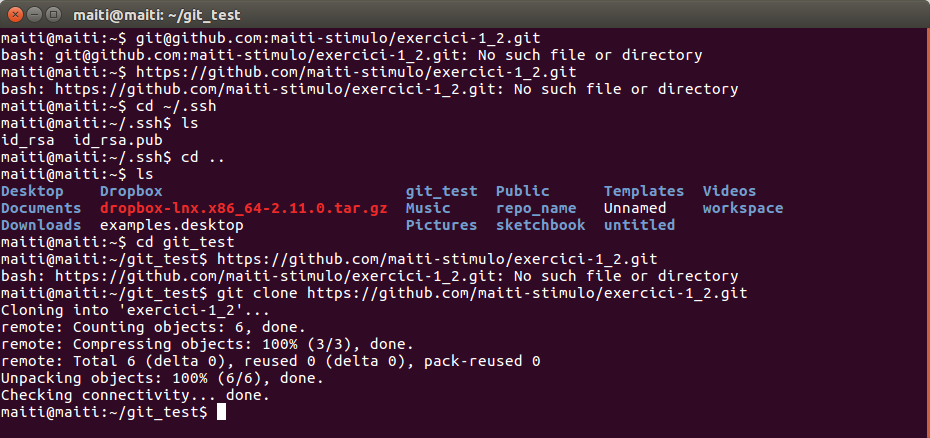 maiti@maiti: ~/git_test
maiti@maiti:~$ git@github.com:maiti-stimulo/exercici-1_2.git
bash: git@github.com:maiti-stimulo/exercici-1_2.git: No such file or directory
maiti@maiti:~$ https://github.com/maiti-stimulo/exercici-1_2.git
bash: https://github.com/maiti-stimulo/exercici-1_2.git: No such file or directory
maiti@maiti:~$ cd ~/.ssh
maiti@maiti:~/.ssh$ ls
id_rsa  id_rsa.pub
maiti@maiti:~/.ssh$ cd ..
maiti@maiti:~$ ls
Desktop    Dropbox                           git_test  Public      Templates  Videos
Documents  dropbox-lnx.x86_64-2.11.0.tar.gz  Music     repo_name   Unnamed    workspace
Downloads  examples.desktop                  Pictures  sketchbook  untitled
maiti@maiti:~$ cd git_test
maiti@maiti:~/git_test$ https://github.com/maiti-stimulo/exercici-1_2.git
bash: https://github.com/maiti-stimulo/exercici-1_2.git: No such file or directory
maiti@maiti:~/git_test$ git clone https://github.com/maiti-stimulo/exercici-1_2.git
Cloning into 'exercici-1_2'...
remote: Counting objects: 6, done.
remote: Compressing objects: 100% (3/3), done.
remote: Total 6 (delta 0), reused 0 (delta 0), pack-reused 0
Unpacking objects: 100% (6/6), done.
Checking connectivity... done.
maiti@maiti:~/git_test$